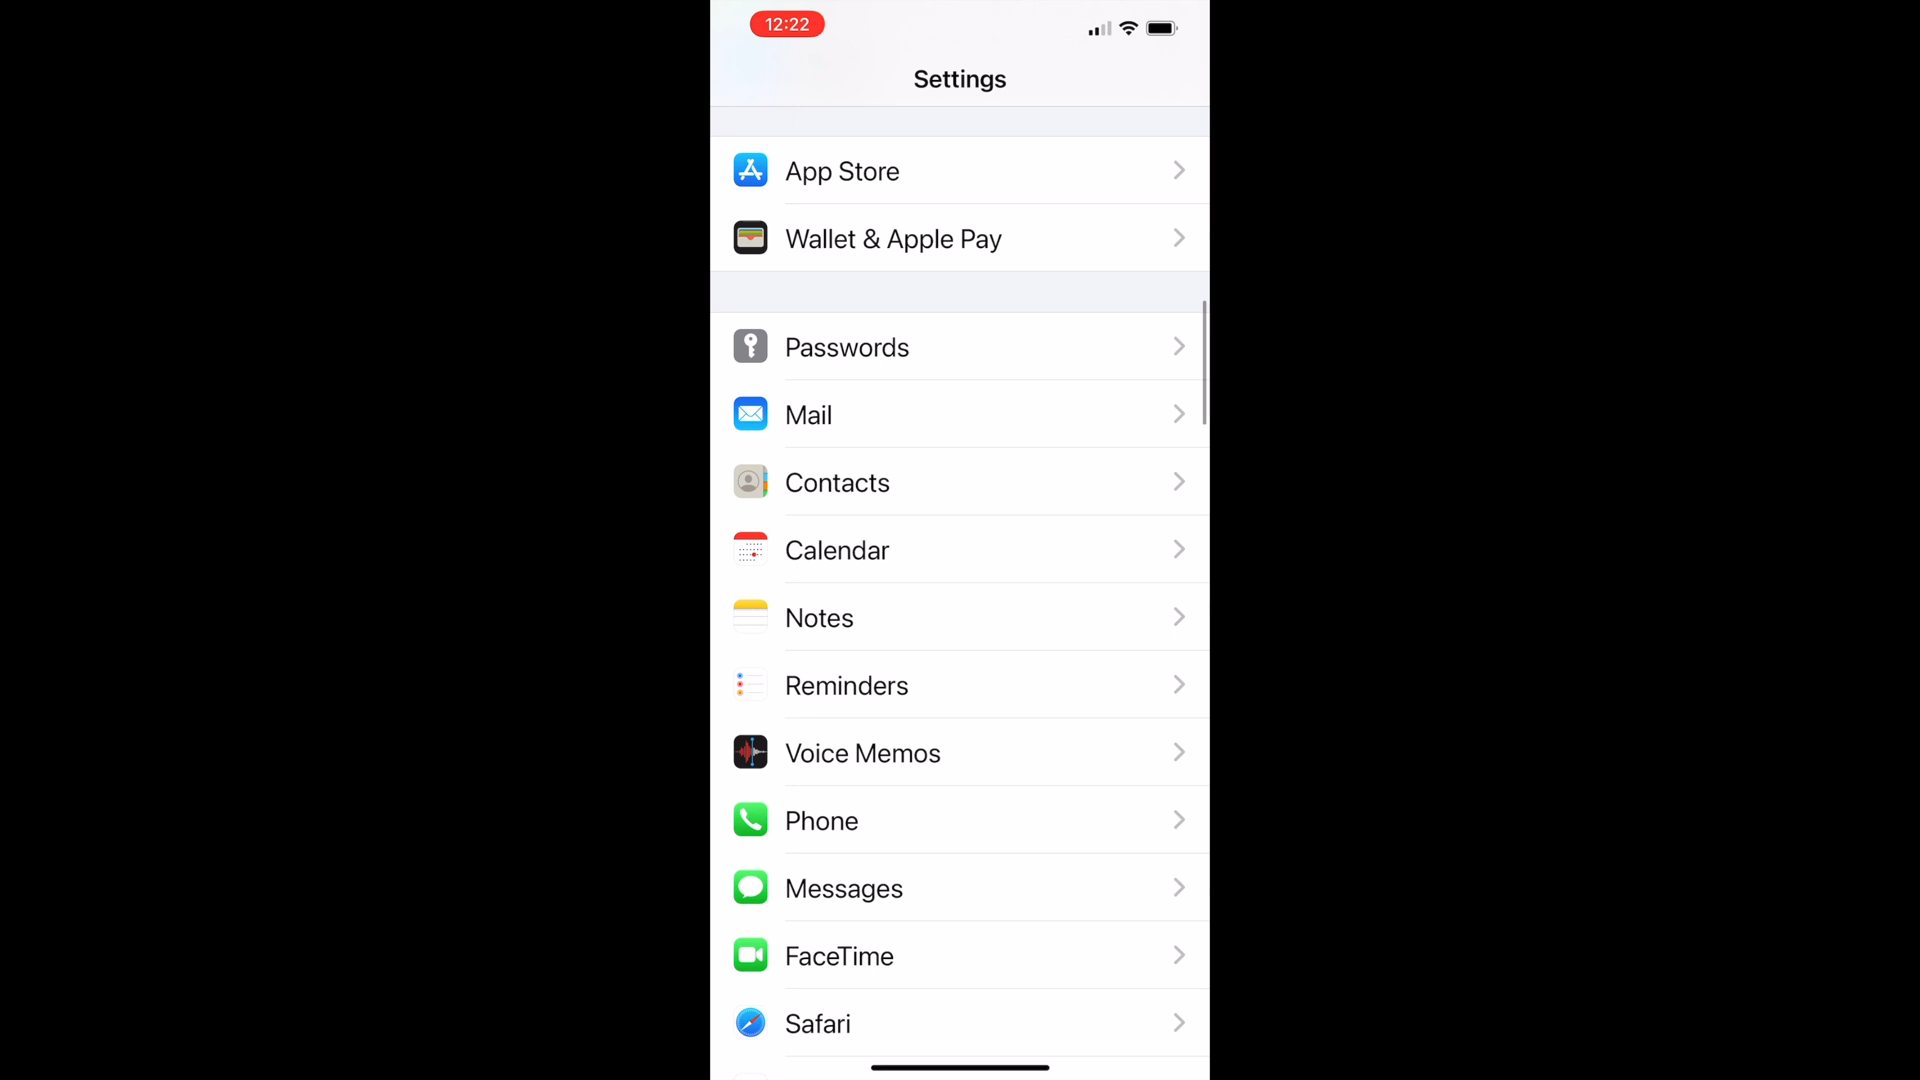 12:22
Settings
App Store
Wallet & Apple Pay
Passwords
Mail
Contacts
Calendar
Notes
Reminders
Voice Memos
Phone
Messages
FaceTime
Safari